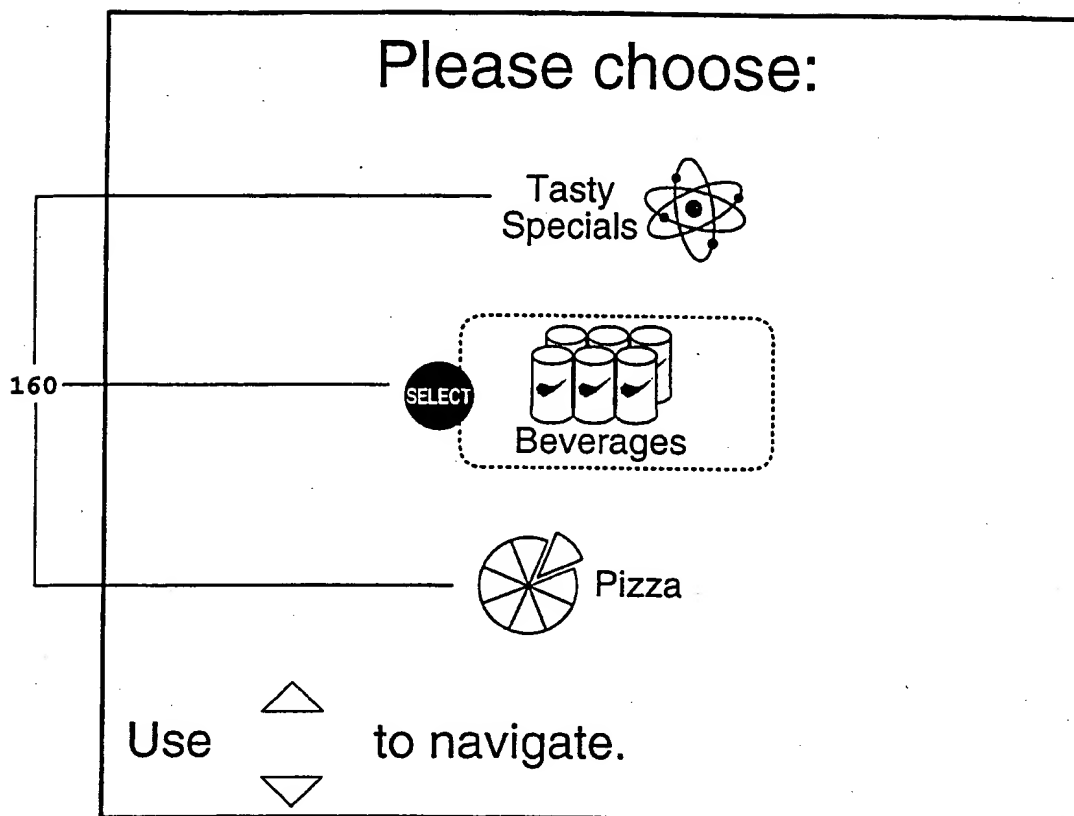 Please choose:
Tasty
Specials
160
SELECT
Beverages
Pizza
Use to navigate.